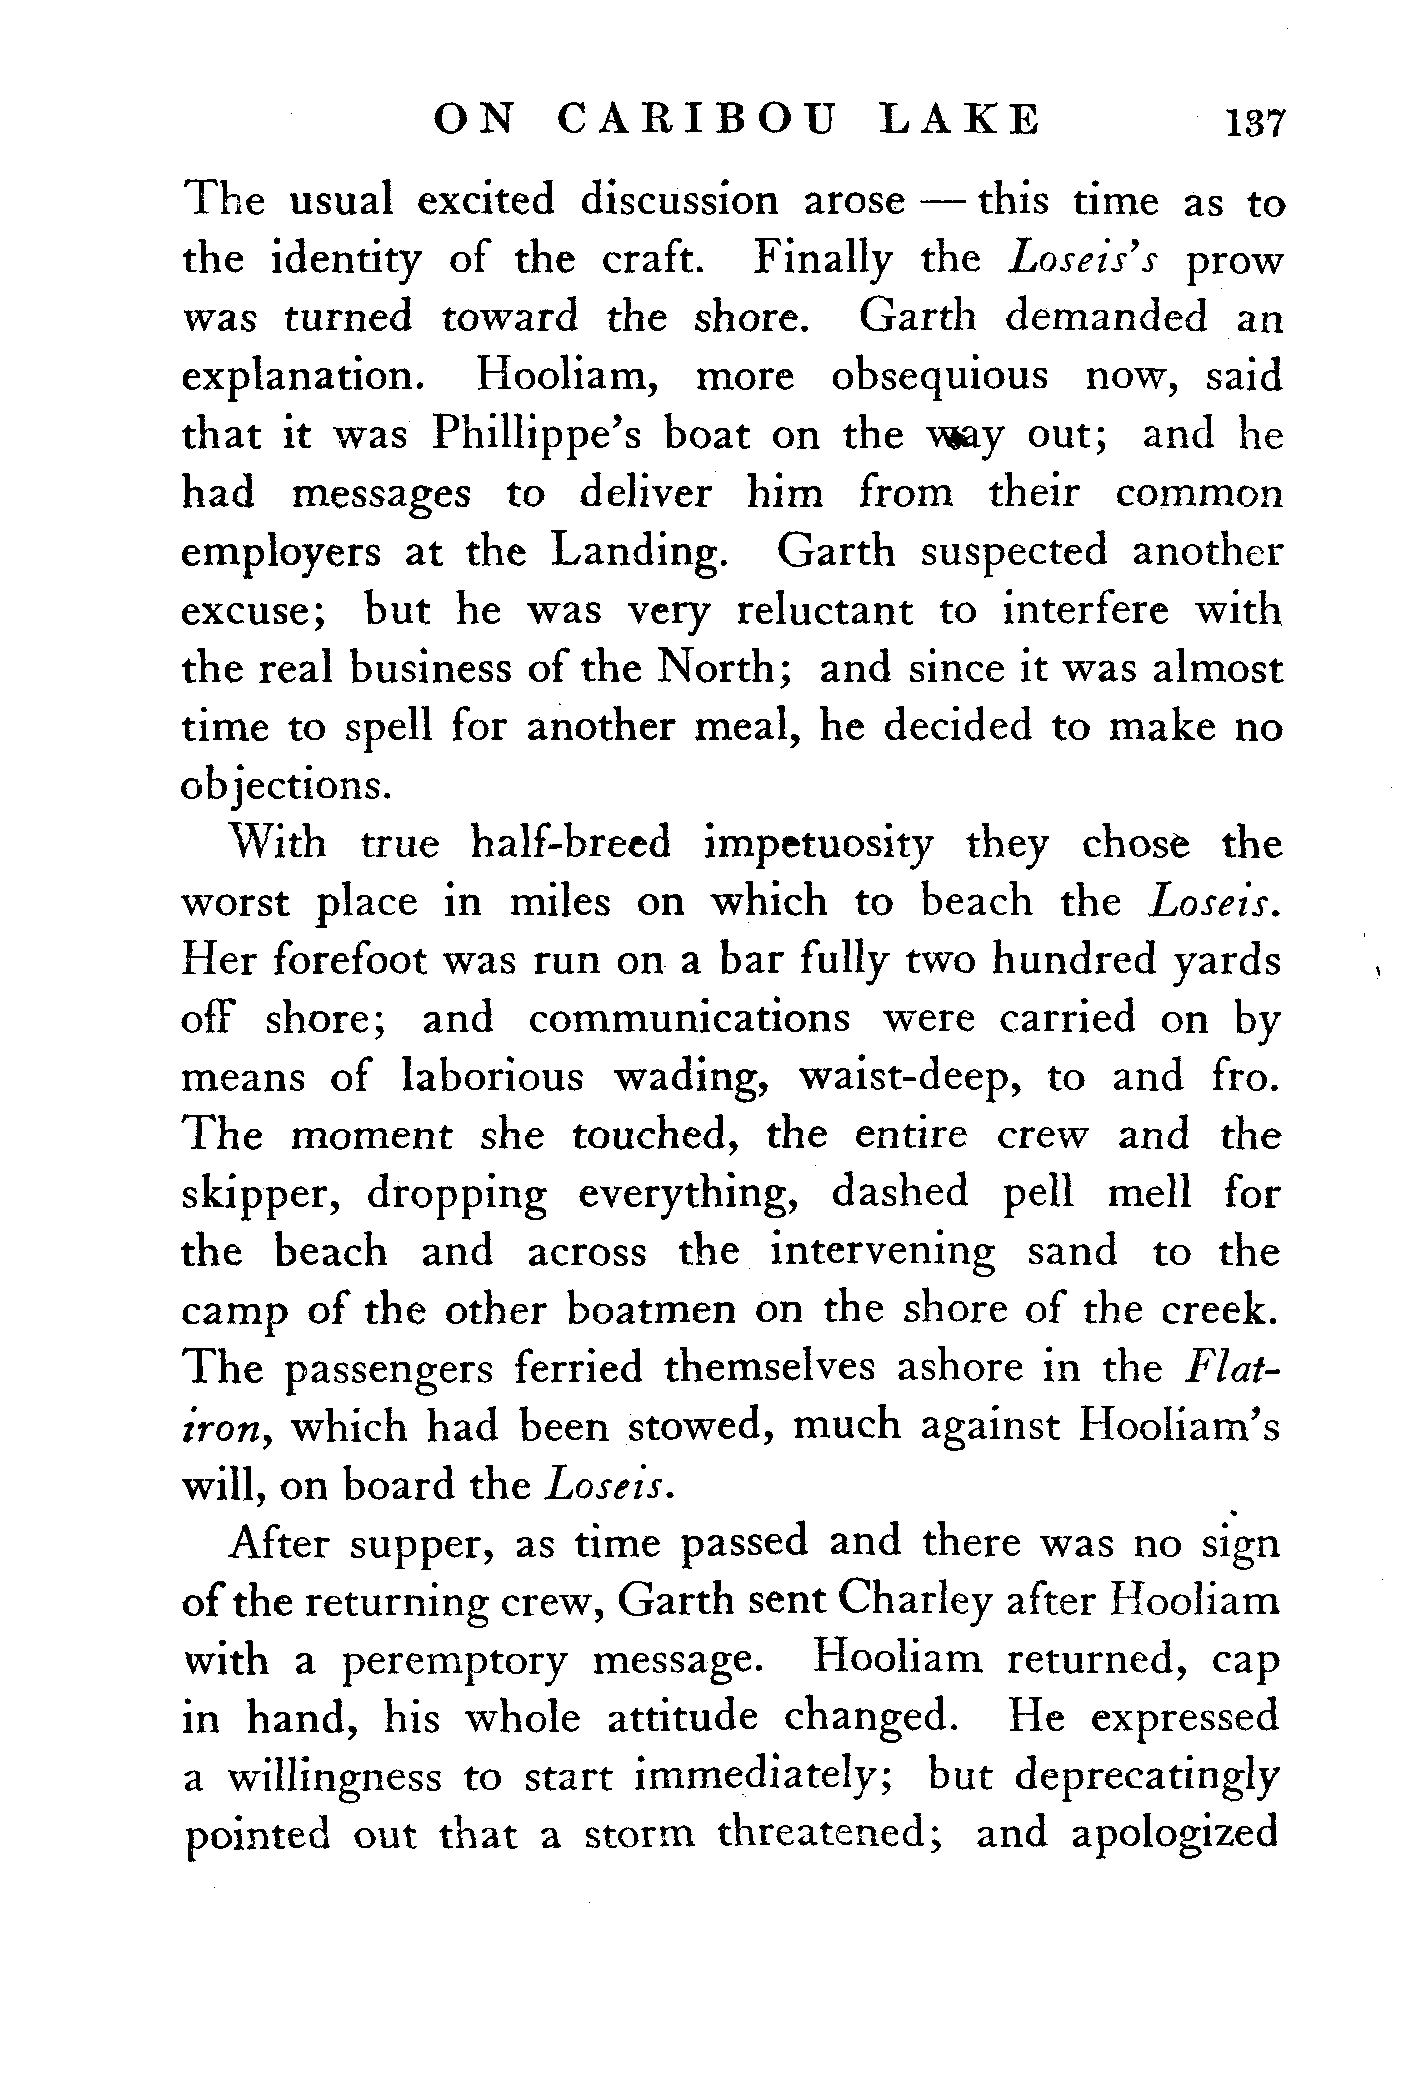 ON CARIBOU LAKE 137
The usual excited discussion arose — this time as to
the identity of the craft. Finally the Loseis's prow
was turned toward the shore. Garth demanded an
explanation. Hooliam, more obsequious now, said
that it was Phillippe's boat on the way out; and he
had messages to deliver him from their common
employers at the Landing. Garth suspected another
excuse; but he was very reluctant to interfere with
the real business of the North; and since it was almost
time to spell for another meal, he decided to make no
objections.
With true half-breed impetuosity they chose the
worst place in miles on which to beach the Loseis.
Her forefoot was run on a bar fully two hundred yards
off shore; and communications were carried on by
means of laborious wading, waist-deep, to and fro.
The moment she touched, the entire crew and the
skipper, dropping everything, dashed pell mell for
the beach and across the intervening sand to the
camp of the other boatmen on the shore of the creek.
The passengers ferried themselves ashore in the Flat-
iron, which had been stowed, much against Hooliam's
will, on board the Loseis.
After supper, as time passed and there was no sign
of the returning crew, Garth sent Charley after Hooliam
with a peremptory message. Hooliam returned, cap
in hand, his whole attitude changed. He expressed
a willingness to start immediately; but deprecatingly
pointed out that a storm threatened; and apologized